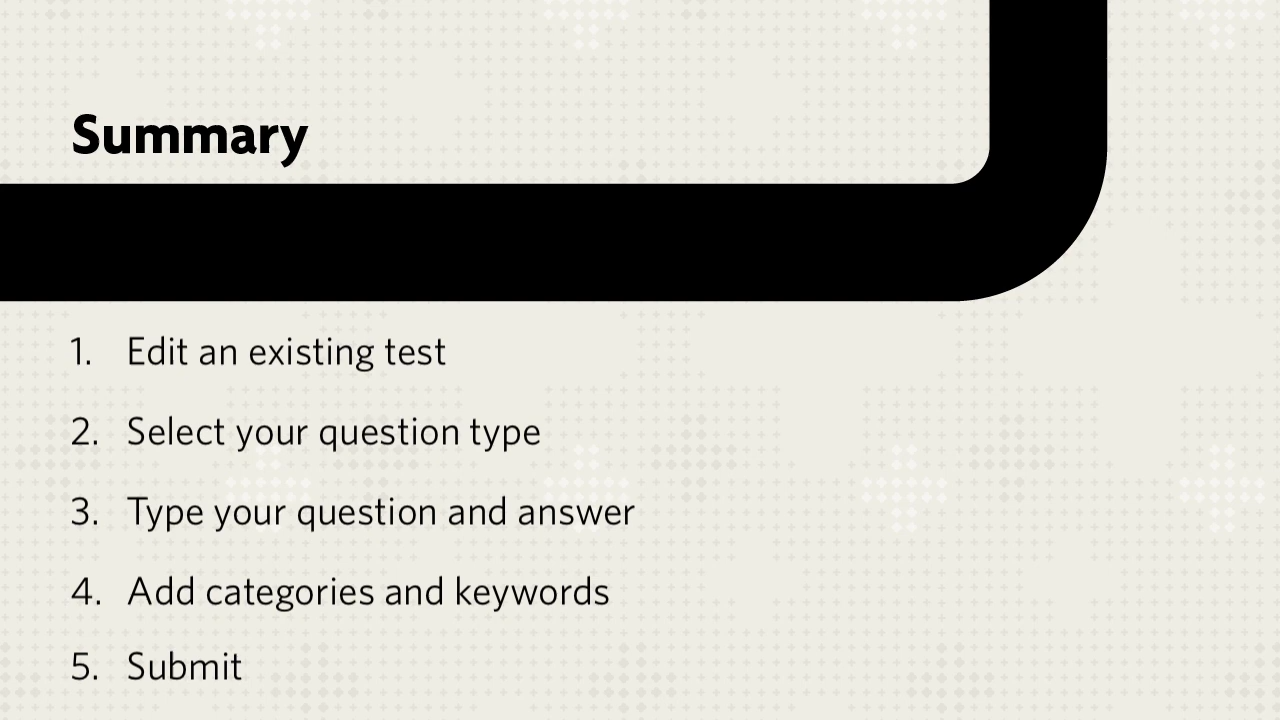 Summary
1. Edit an existing test
2. Select your question type
3. Type your question and answer
4. Add categories and keywords
5. Submit